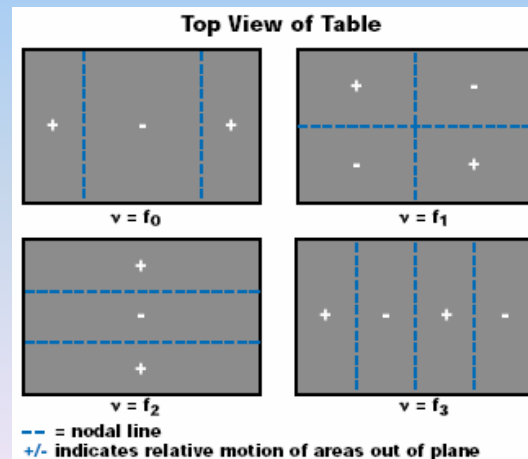 Top View of Table
+ - +
+ -
- +
ν = f₀
ν = f₁
+
-
+
+ - + -
ν = f₂
ν = f₃
-- = nodal line
+/- indicates relative motion of areas out of plane